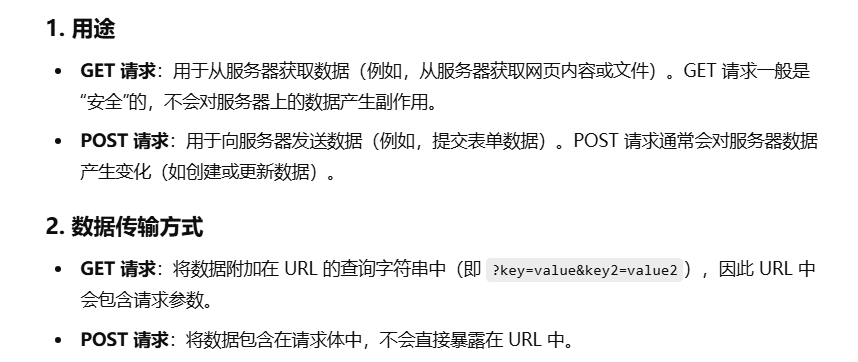 1. 用途
• GET 请求：用于从服务器获取数据（例如，从服务器获取网页内容或文件）。GET 请求一般是
“安全”的，不会对服务器上的数据产生副作用。
• POST 请求：用于向服务器发送数据（例如，提交表单数据）。POST 请求通常会对服务器数据
产生变化（如创建或更新数据）。
2. 数据传输方式
• GET 请求：将数据附加在 URL 的查询字符串中（即 ?key=value&key2=value2），因此 URL 中
会包含请求参数。
• POST 请求：将数据包含在请求体中，不会直接暴露在 URL 中。